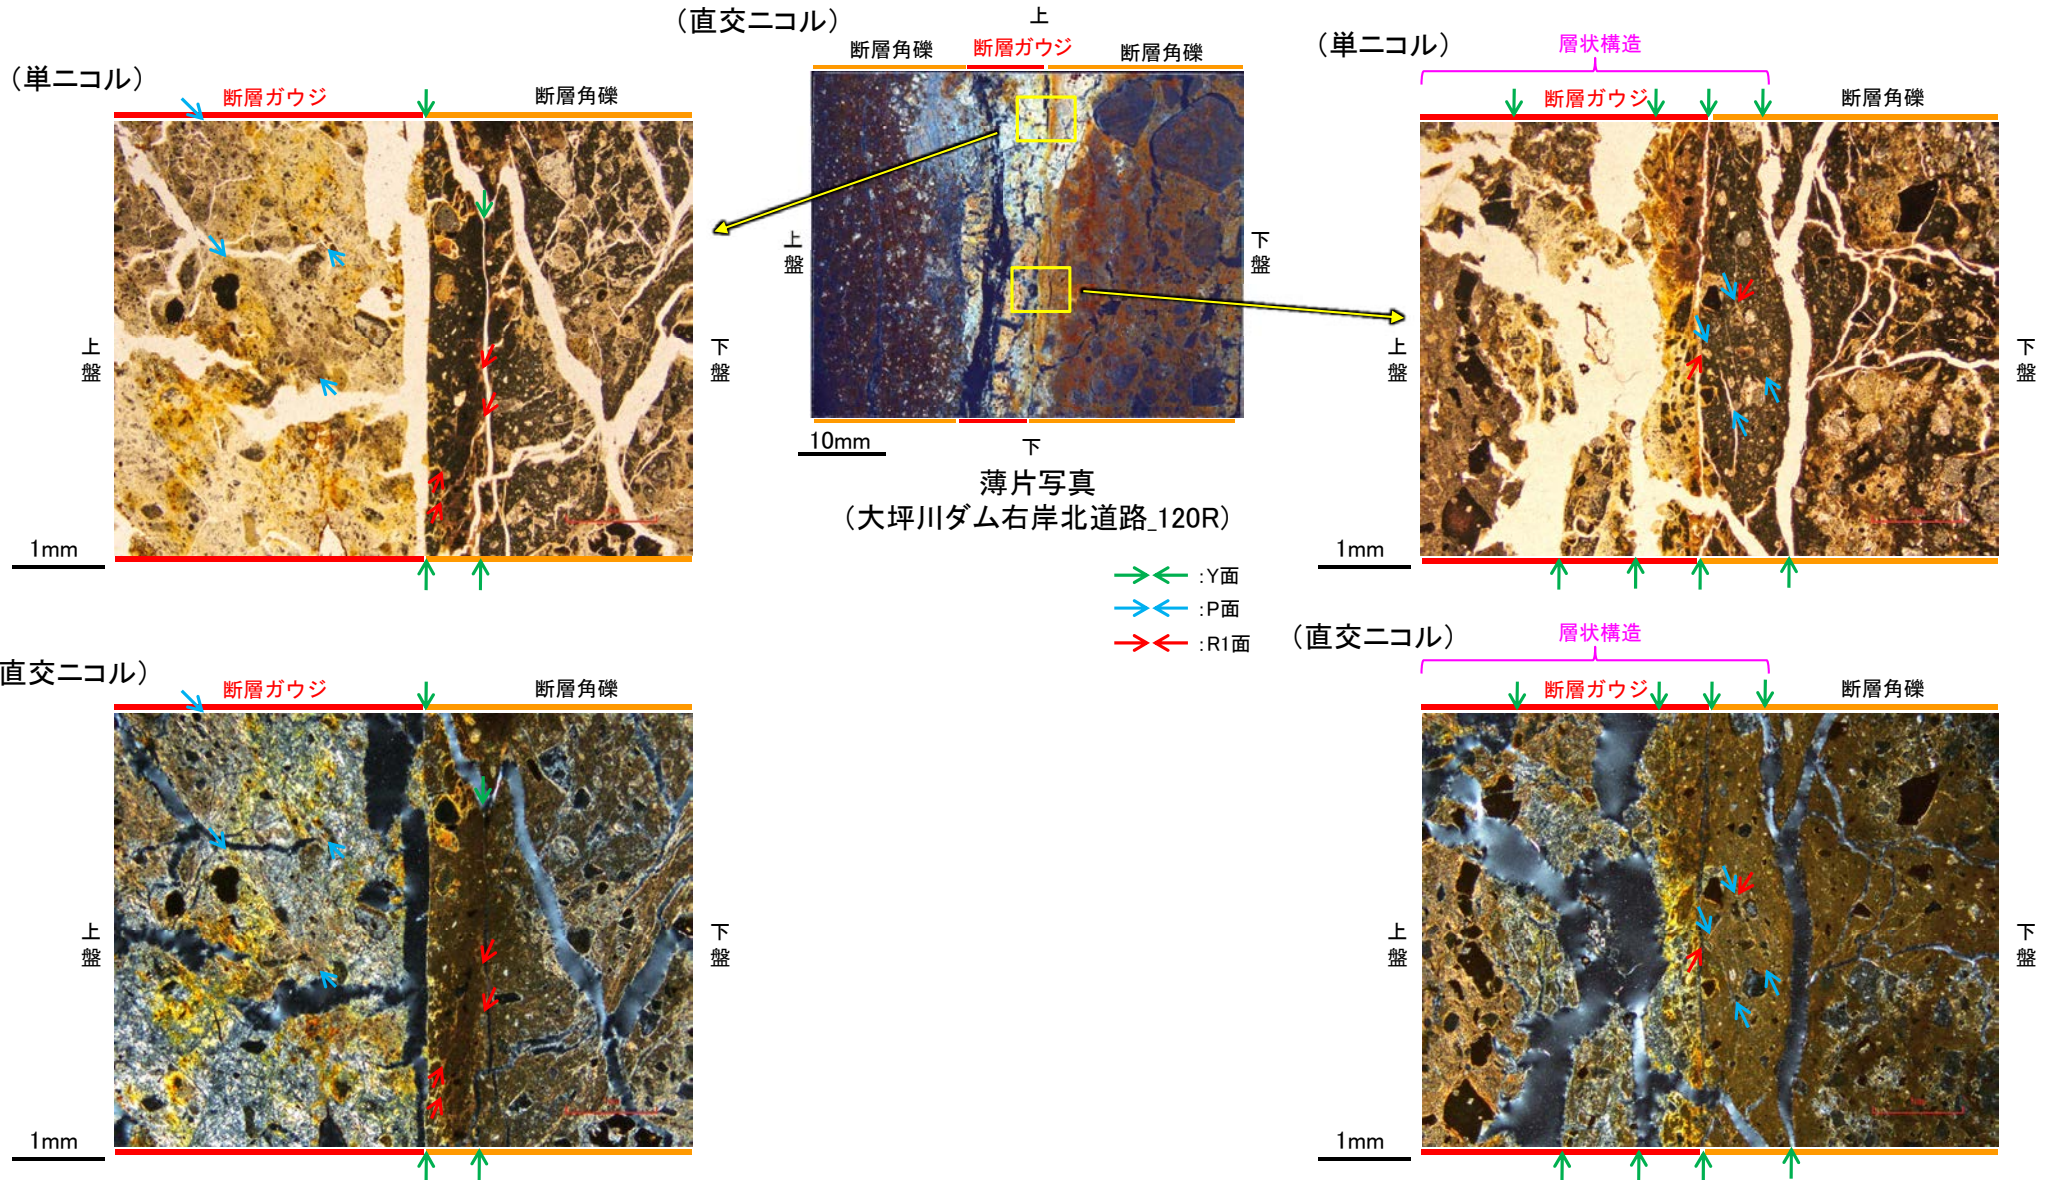 （直交ニコル）
上
断層角礫
断層ガウジ
断層角礫
上盤
下盤
10mm
下
薄片写真
（大坪川ダム右岸北道路_120R）
:Y面
:P面
:R1面
（単ニコル）
断層ガウジ
断層角礫
上盤
下盤
1mm
（単ニコル）
層状構造
断層ガウジ
断層角礫
上盤
下盤
1mm
直交ニコル）
断層ガウジ
断層角礫
上盤
下盤
1mm
（直交ニコル）
層状構造
断層ガウジ
断層角礫
上盤
下盤
1mm